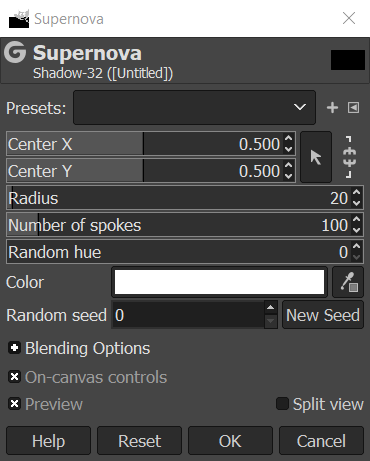 Supernova
Supernova
Shadow-32 ([Untitled])
Presets:
Center X 0.500
Center Y 0.500
Radius 20
Number of spokes 100
Random hue 0
Color
Random seed 0 New Seed
Blending Options
On-canvas controls
Preview Split view
Help Reset OK Cancel